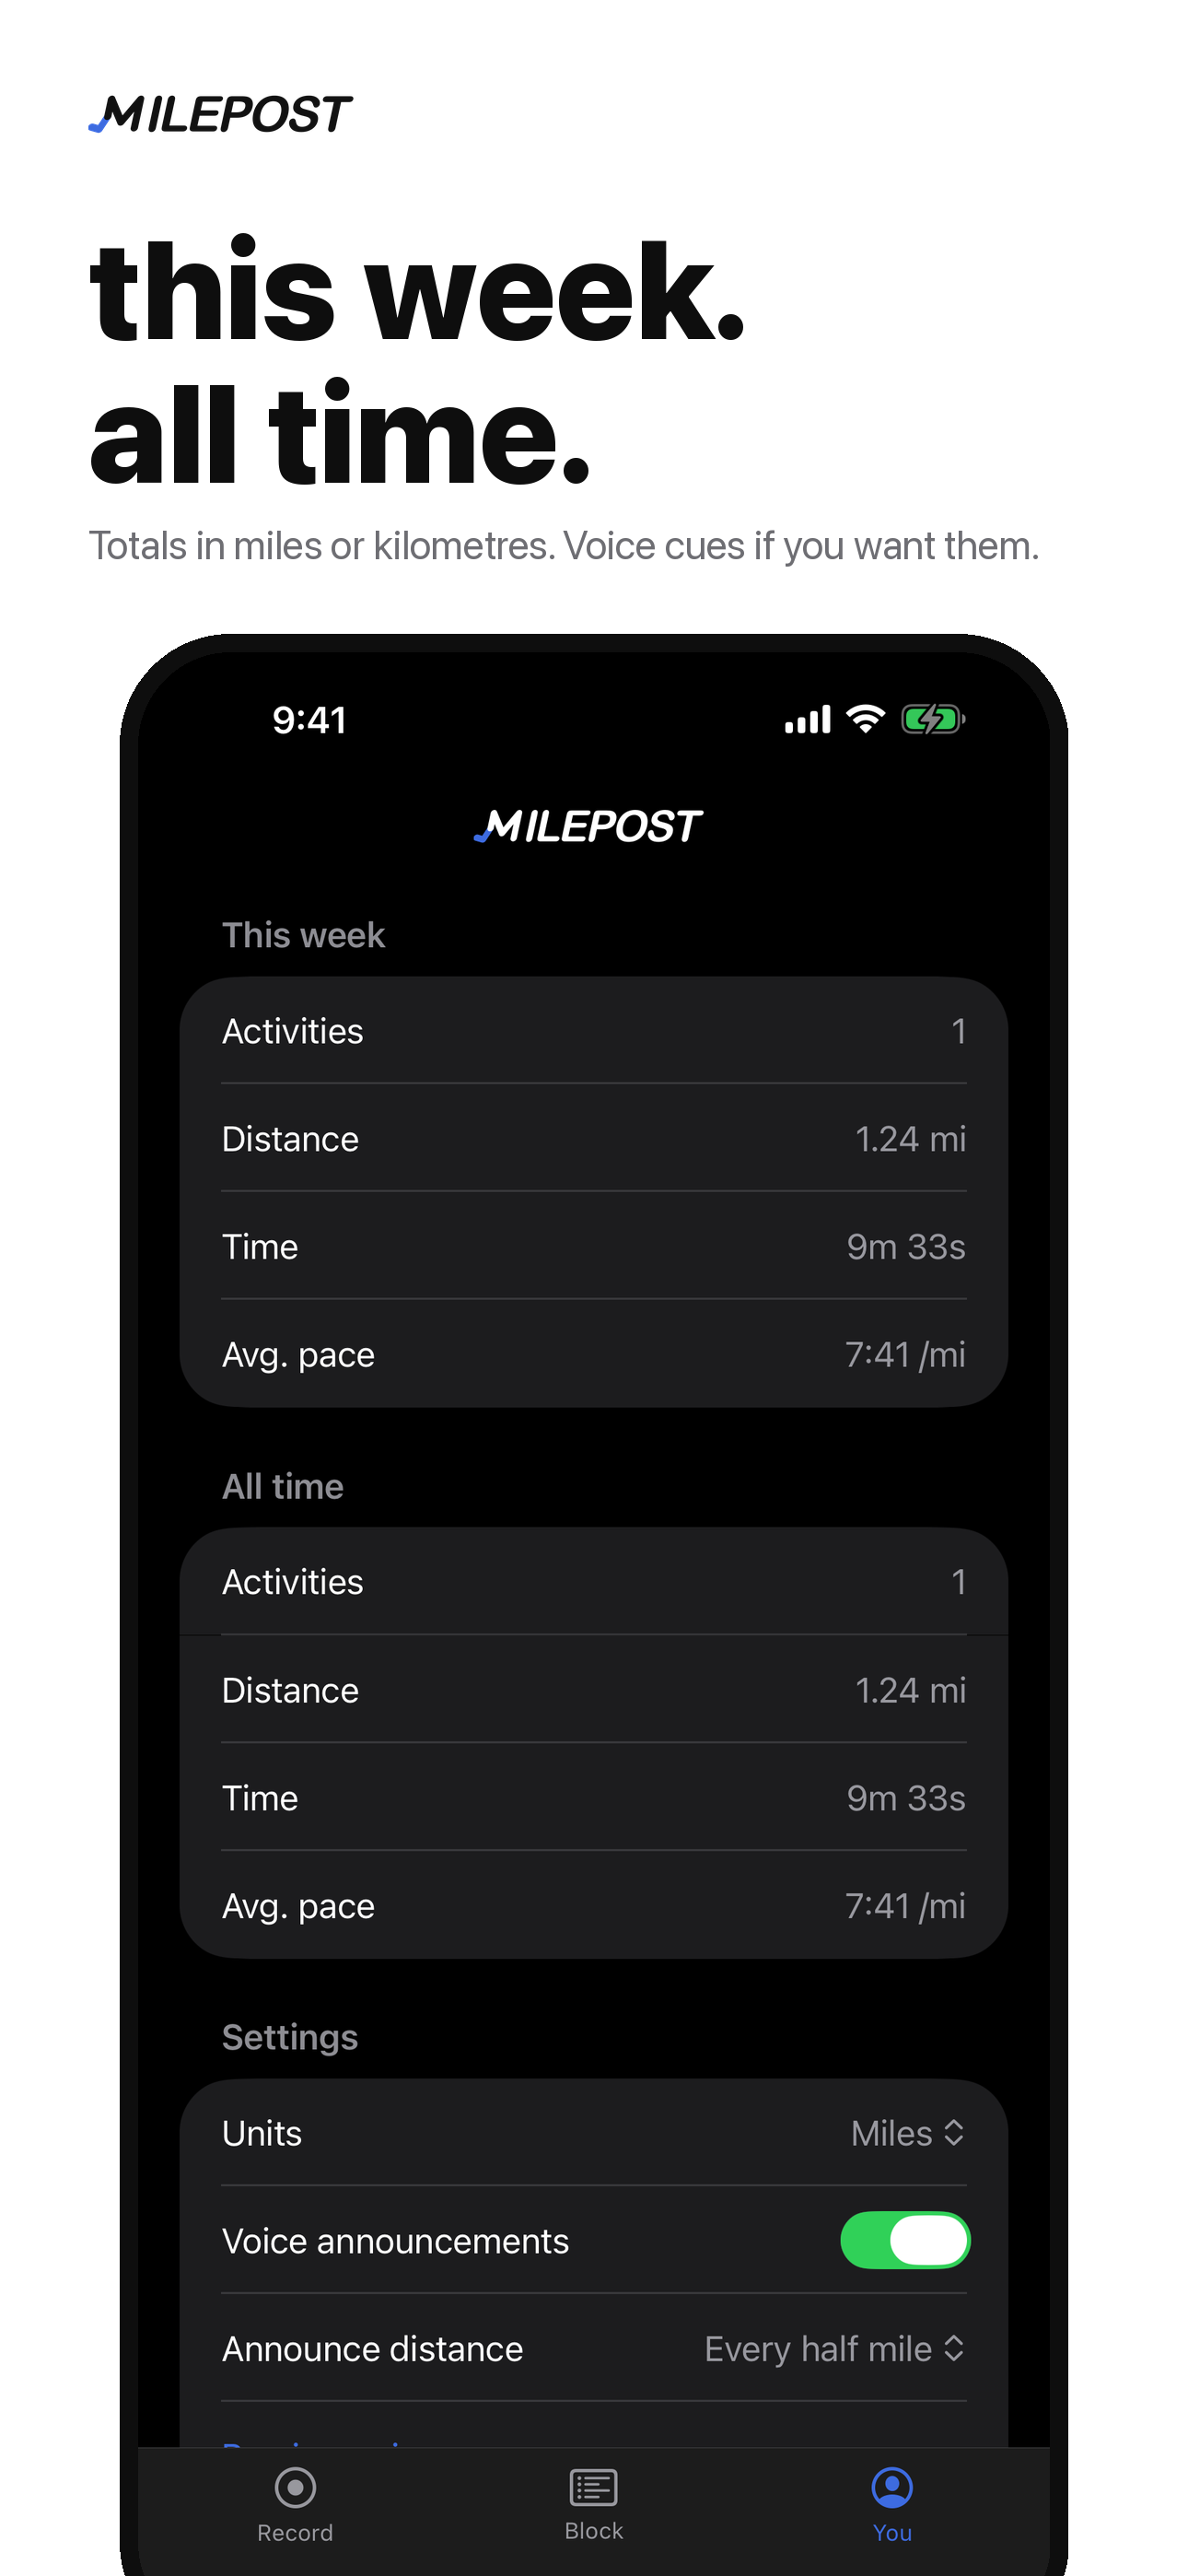 MILEPOST
this week.
all time.
Totals in miles or kilometres. Voice cues if you want them.
9:41
MILEPOST
This week
Activities 1
Distance 1.24 mi
Time 9m 33s
Avg. pace 7:41 /mi
All time
Activities 1
Distance 1.24 mi
Time 9m 33s
Avg. pace 7:41 /mi
Settings
Units Miles
Voice announcements
Announce distance Every half mile
Record Block You